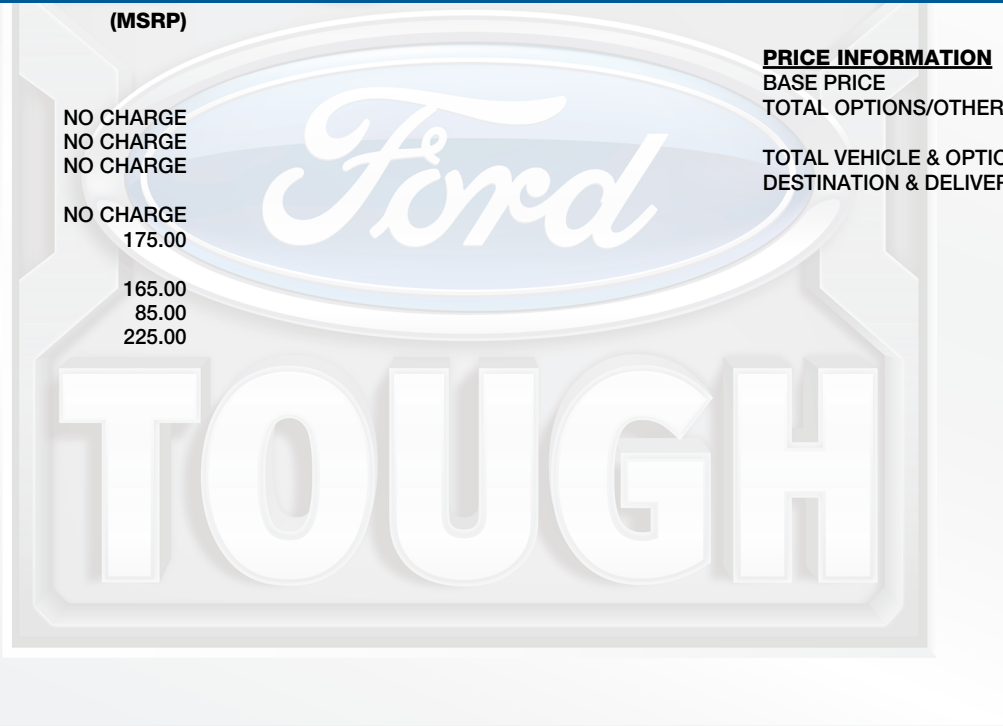 (MSRP)
NO CHARGE
NO CHARGE
NO CHARGE
NO CHARGE
175.00
165.00
85.00
225.00
PRICE INFORMATION
BASE PRICE
TOTAL OPTIONS/OTHER
TOTAL VEHICLE & OPTIO
DESTINATION & DELIVER
Ford
TOUGH